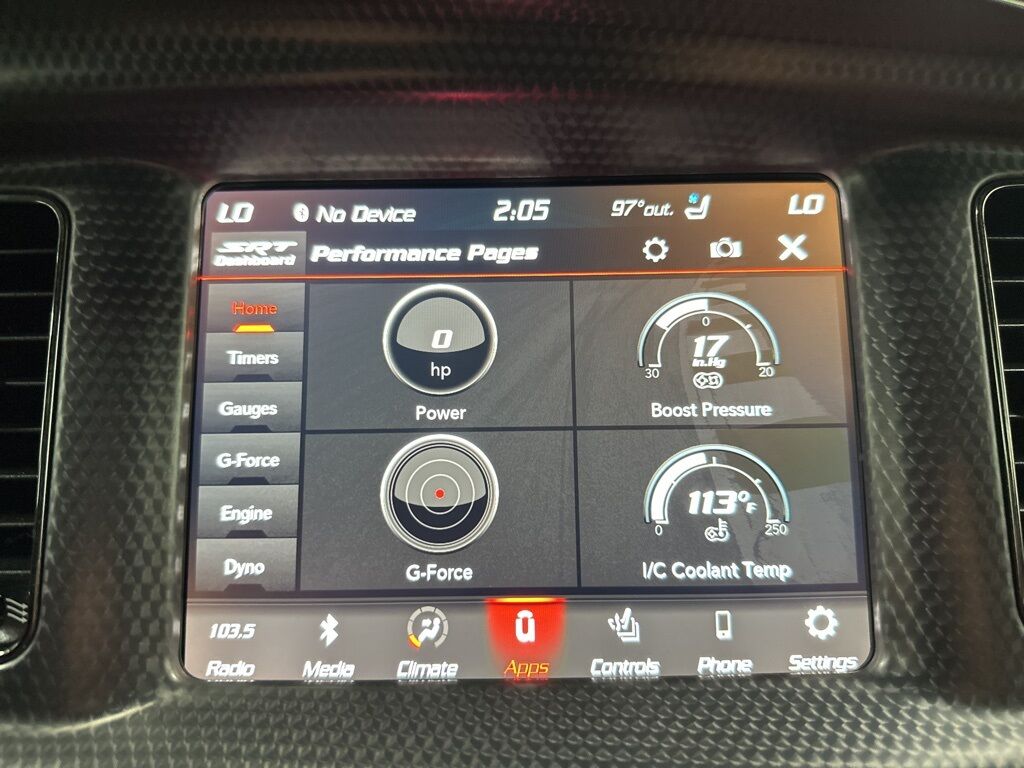 LO No Device 2:05 97°out. LO
SRT
Dashboard
Performance Pages
Home
Timers
Gauges
G-Force
Engine
Dyno
0
hp
Power
0
17
in.Hg
30 20
Boost Pressure
G-Force
113°F
0 250
I/C Coolant Temp
103.5
Radio Media Climate Apps Controls Phone Settings